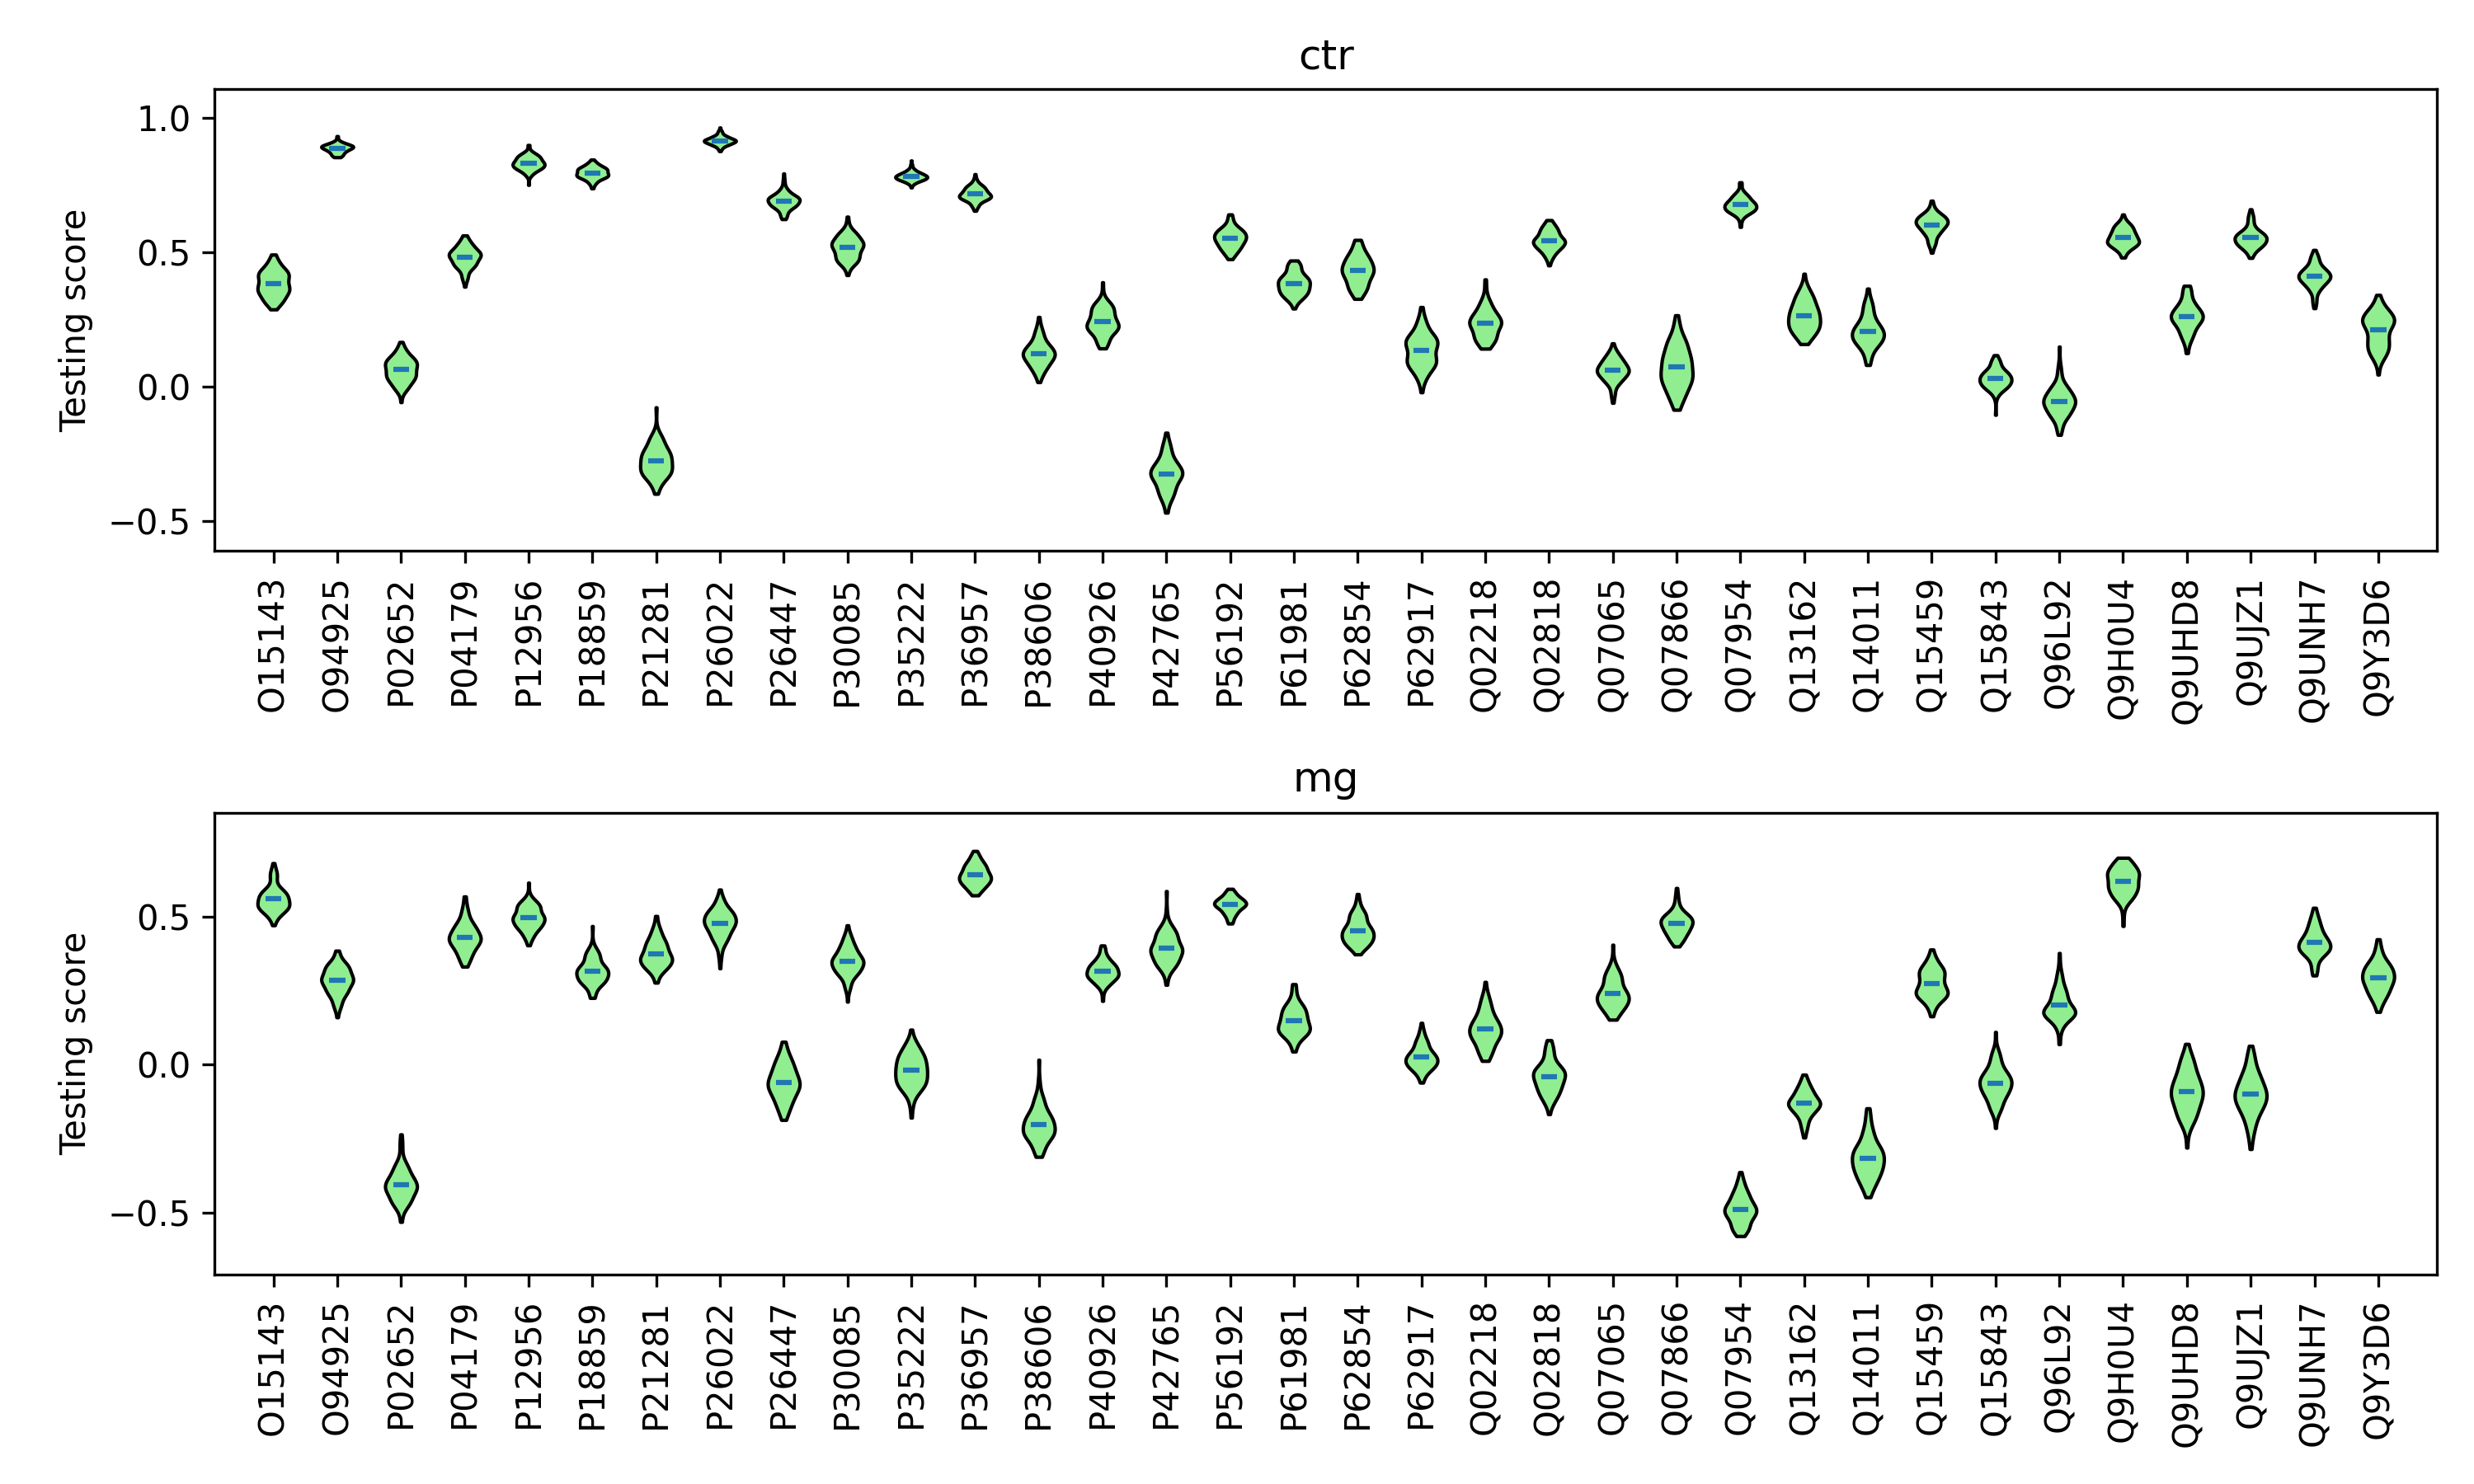 ctr
Testing score
1.0
0.5
0.0
−0.5
O15143
O94925
P02652
P04179
P12956
P18859
P21281
P26022
P26447
P30085
P35222
P36957
P38606
P40926
P42765
P56192
P61981
P62854
P62917
Q02218
Q02818
Q07065
Q07866
Q07954
Q13162
Q14011
Q15459
Q15843
Q96L92
Q9H0U4
Q9UHD8
Q9UJZ1
Q9UNH7
Q9Y3D6
mg
Testing score
0.5
0.0
−0.5
O15143
O94925
P02652
P04179
P12956
P18859
P21281
P26022
P26447
P30085
P35222
P36957
P38606
P40926
P42765
P56192
P61981
P62854
P62917
Q02218
Q02818
Q07065
Q07866
Q07954
Q13162
Q14011
Q15459
Q15843
Q96L92
Q9H0U4
Q9UHD8
Q9UJZ1
Q9UNH7
Q9Y3D6